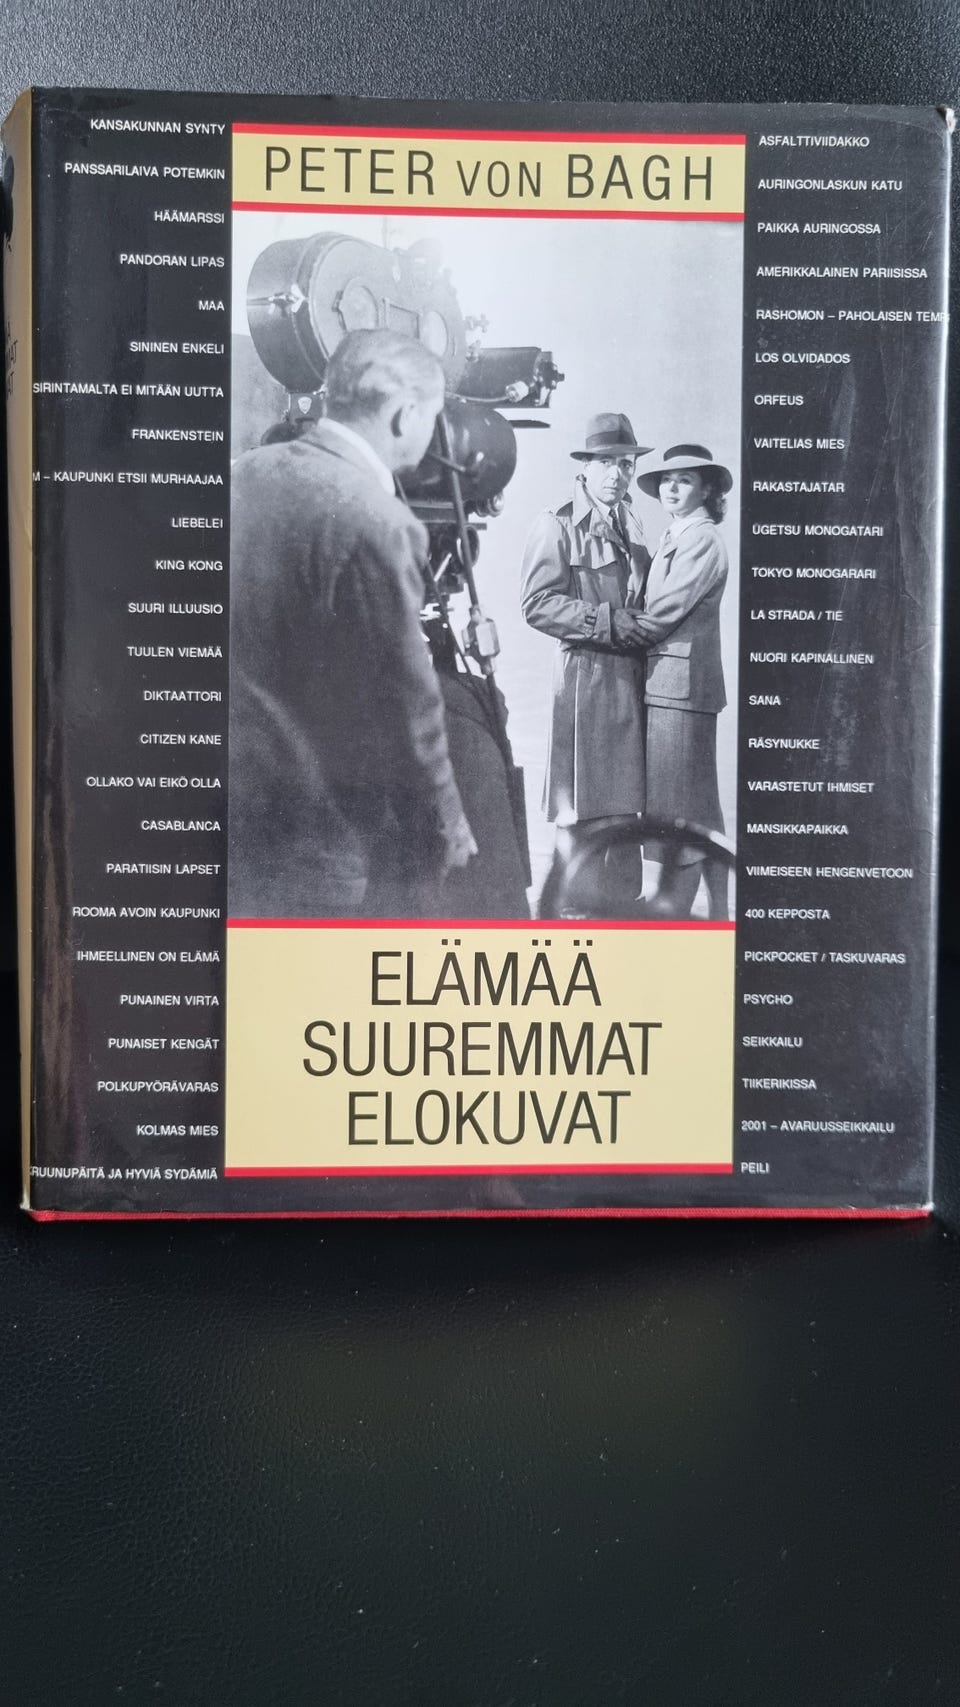 PETER VON BAGH
KANSAKUNNAN SYNTY
PANSSARILAIVA POTEMKIN
HÄÄMARSSI
PANDORAN LIPAS
MAA
SININEN ENKELI
SIRINTAMALTA EI MITÄÄN UUTTA
FRANKENSTEIN
M – KAUPUNKI ETSII MURHAAJAA
LIEBELEI
KING KONG
SUURI ILLUUSIO
TUULEN VIEMÄÄ
DIKTAATTORI
CITIZEN KANE
OLLAKO VAI EIKÖ OLLA
CASABLANCA
PARATIISIN LAPSET
ROOMA AVOIN KAUPUNKI
IHMEELLINEN ON ELÄMÄ
PUNAINEN VIRTA
PUNAISET KENGÄT
POLKUPYÖRÄVARAS
KOLMAS MIES
KRUUNUPÄITÄ JA HYVIÄ SYDÄMIÄ
ASFALTTIVIIDAKKO
AURINGONLASKUN KATU
PAIKKA AURINGOSSA
AMERIKKALAINEN PARIISISSA
RASHOMON – PAHOLAISEN TEMP
LOS OLVIDADOS
ORFEUS
VAITELIAS MIES
RAKASTAJATAR
UGETSU MONOGATARI
TOKYO MONOGARARI
LA STRADA / TIE
NUORI KAPINALLINEN
SANA
RÄSYNUKKE
VARASTETUT IHMISET
MANSIKKAPAIKKA
VIIMEISEEN HENGENVETOON
400 KEPPOSTA
PICKPOCKET / TASKUVARAS
PSYCHO
SEIKKAILU
TIIKERIKISSA
2001 – AVARUUSSEIKKAILU
PEILI
ELÄMÄÄ
SUUREMMAT
ELOKUVAT